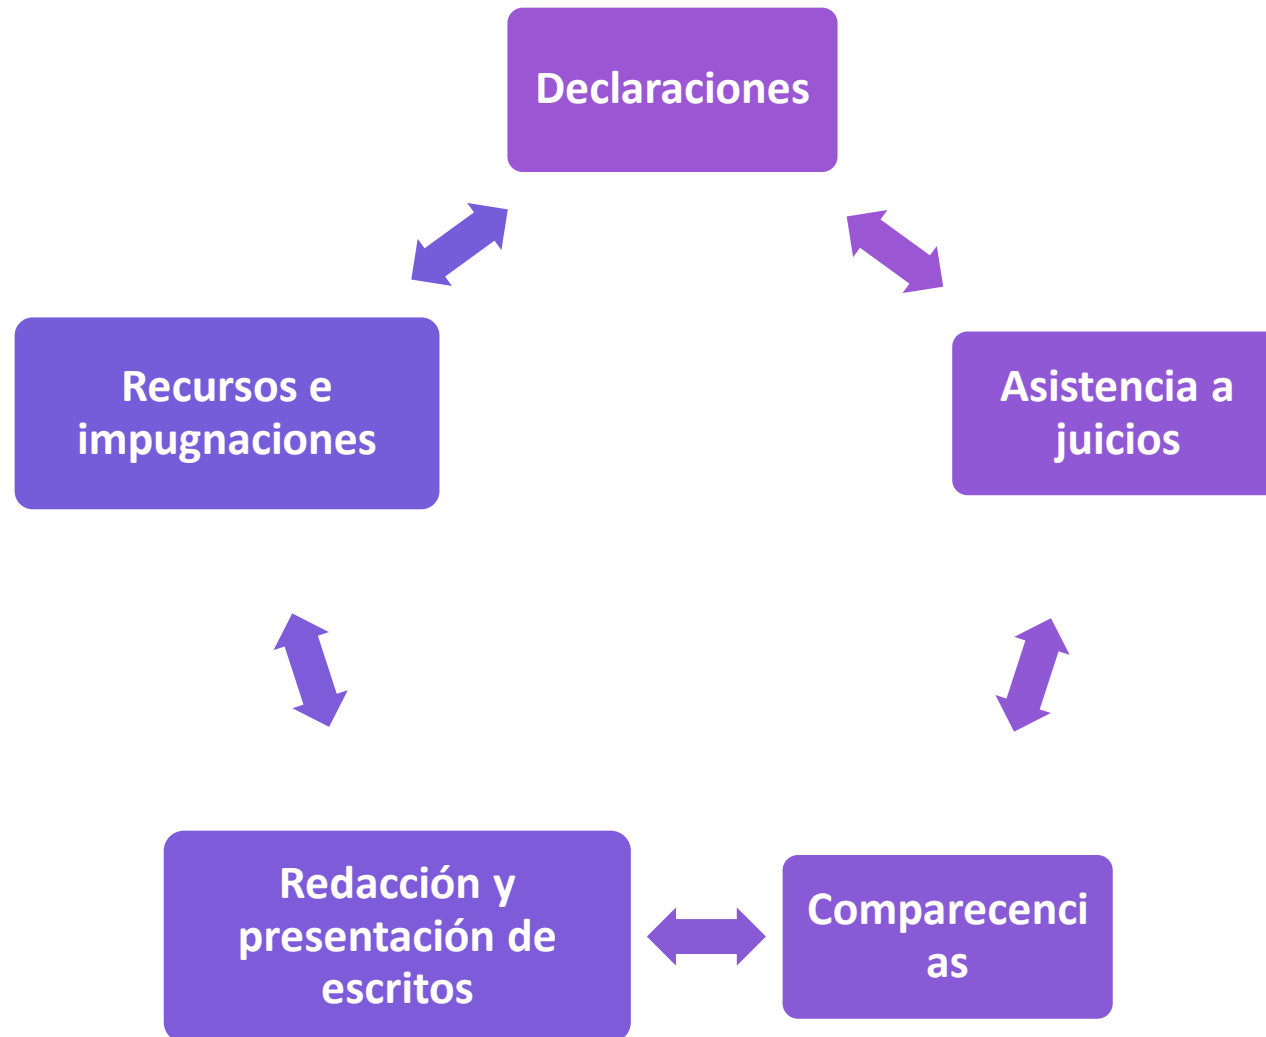 Declaraciones
Recursos e
impugnaciones
Asistencia a
juicios
Redacción y
presentación de
escritos
Comparecenci
as